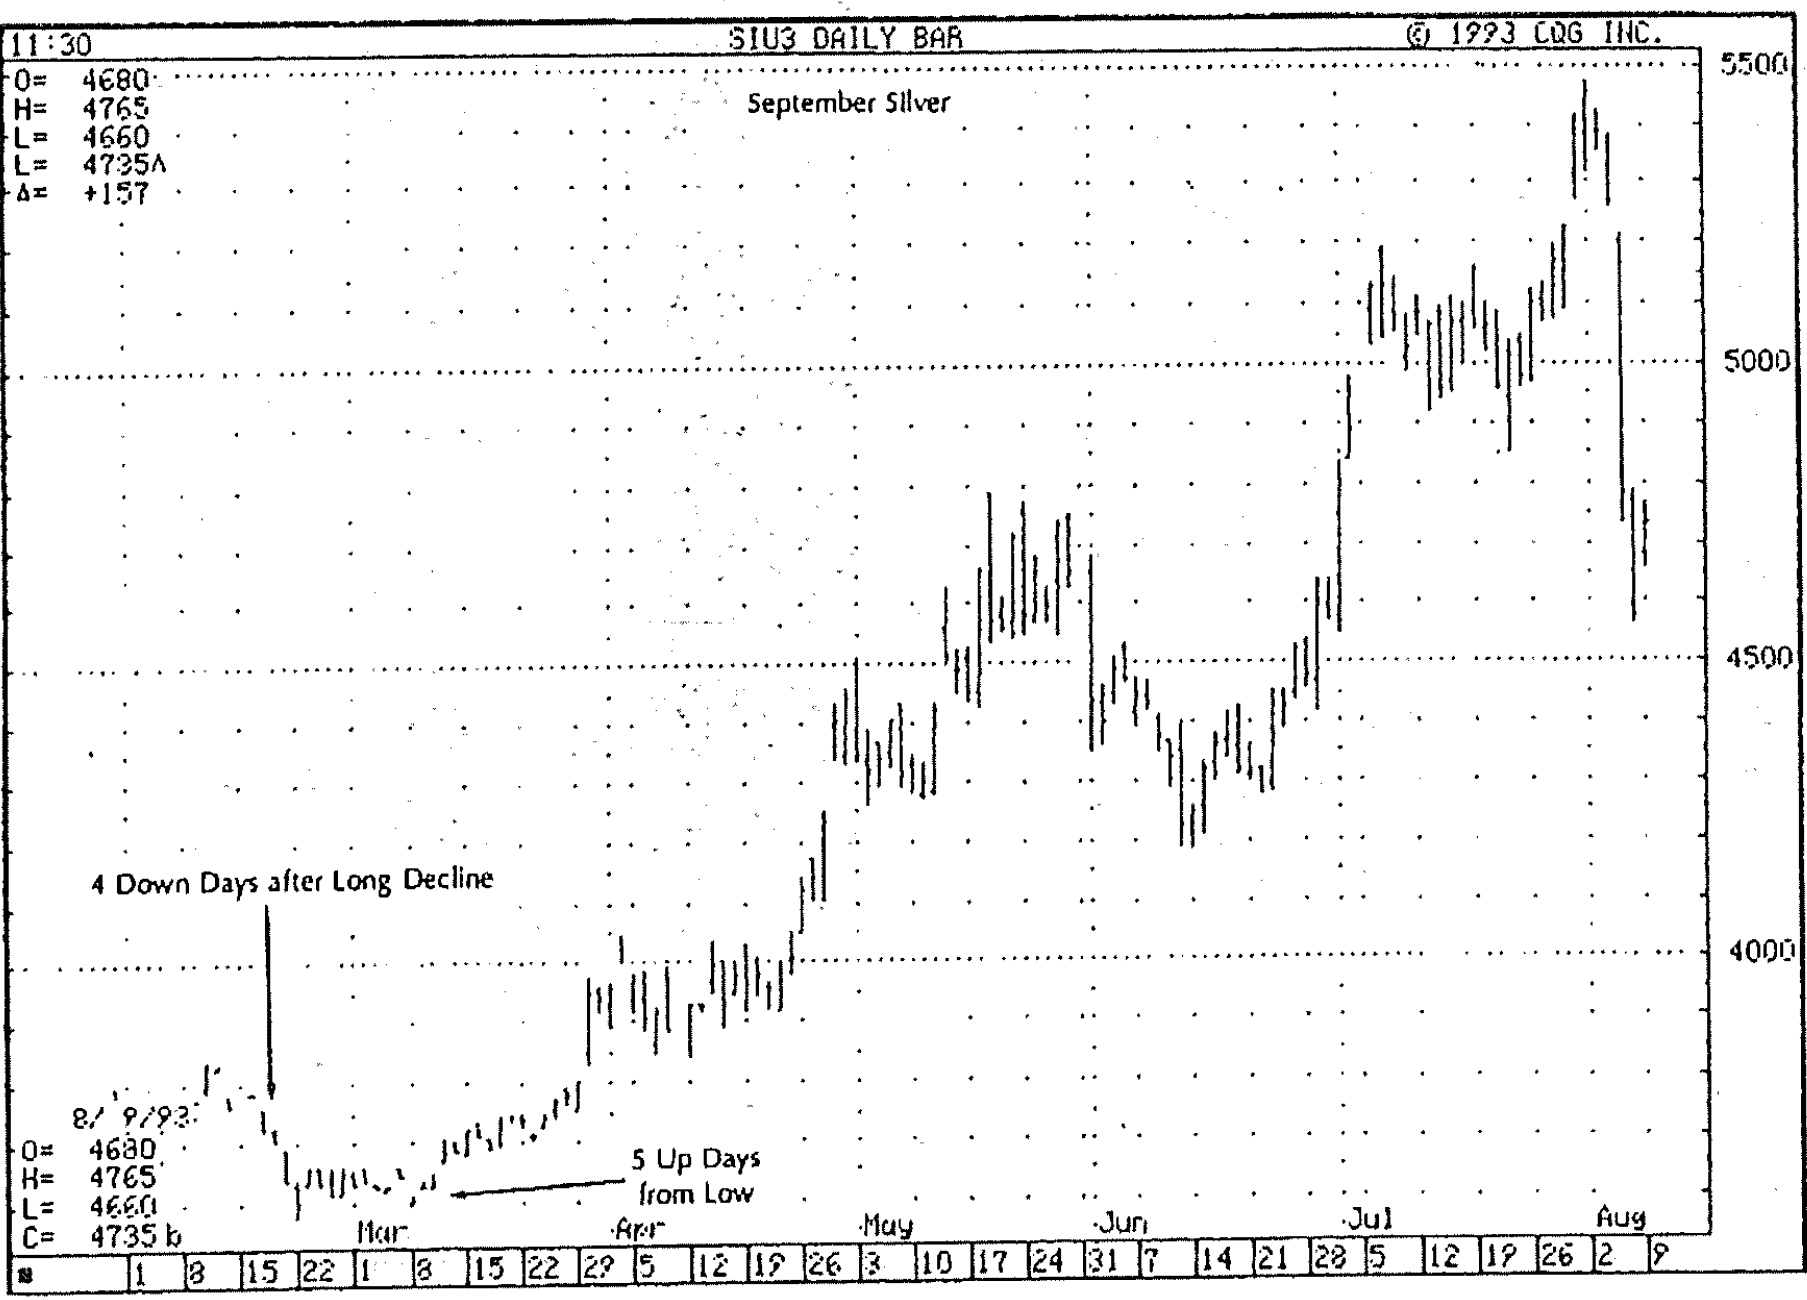 11:30 SIU3 DAILY BAR © 1993 CQG INC.
O= 4680
H= 4765
L= 4660
L= 4735A
Δ= +157
September Silver
5500
5000
4500
4000
4 Down Days after Long Decline
5 Up Days
from Low
8/ 9/93
O= 4680
H= 4765
L= 4660
C= 4735 b
Mar Apr May Jun Jul Aug
1 8 15 22 1 8 15 22 29 5 12 19 26 3 10 17 24 31 7 14 21 28 5 12 19 26 2 9